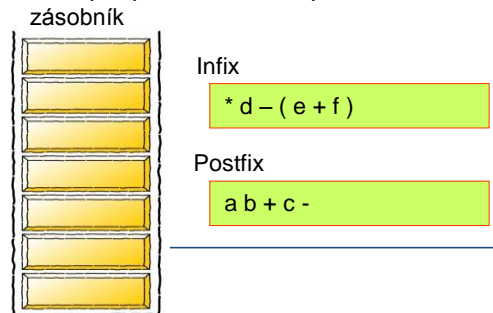 zásobník
Infix
* d – ( e + f )
Postfix
a b + c -